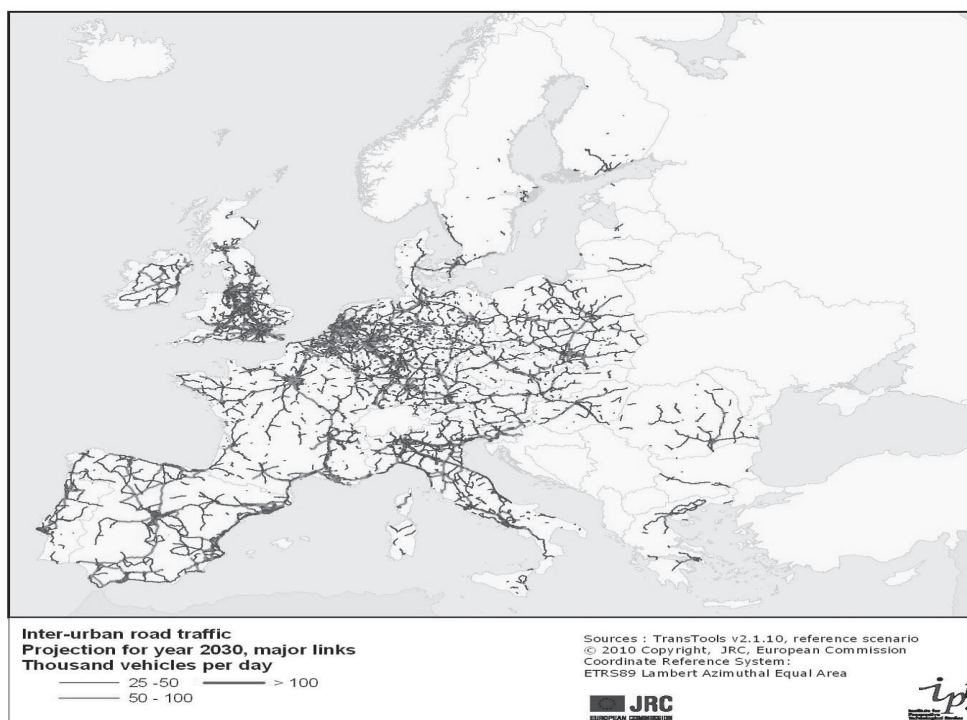 Inter-urban road traffic
Projection for year 2030, major links
Thousand vehicles per day
25 -50
> 100
50 - 100
Sources : TransTools v2.1.10, reference scenario
© 2010 Copyright, JRC, European Commission
Coordinate Reference System:
ETRS89 Lambert Azimuthal Equal Area
JRC
EUROPEAN COMMISSION